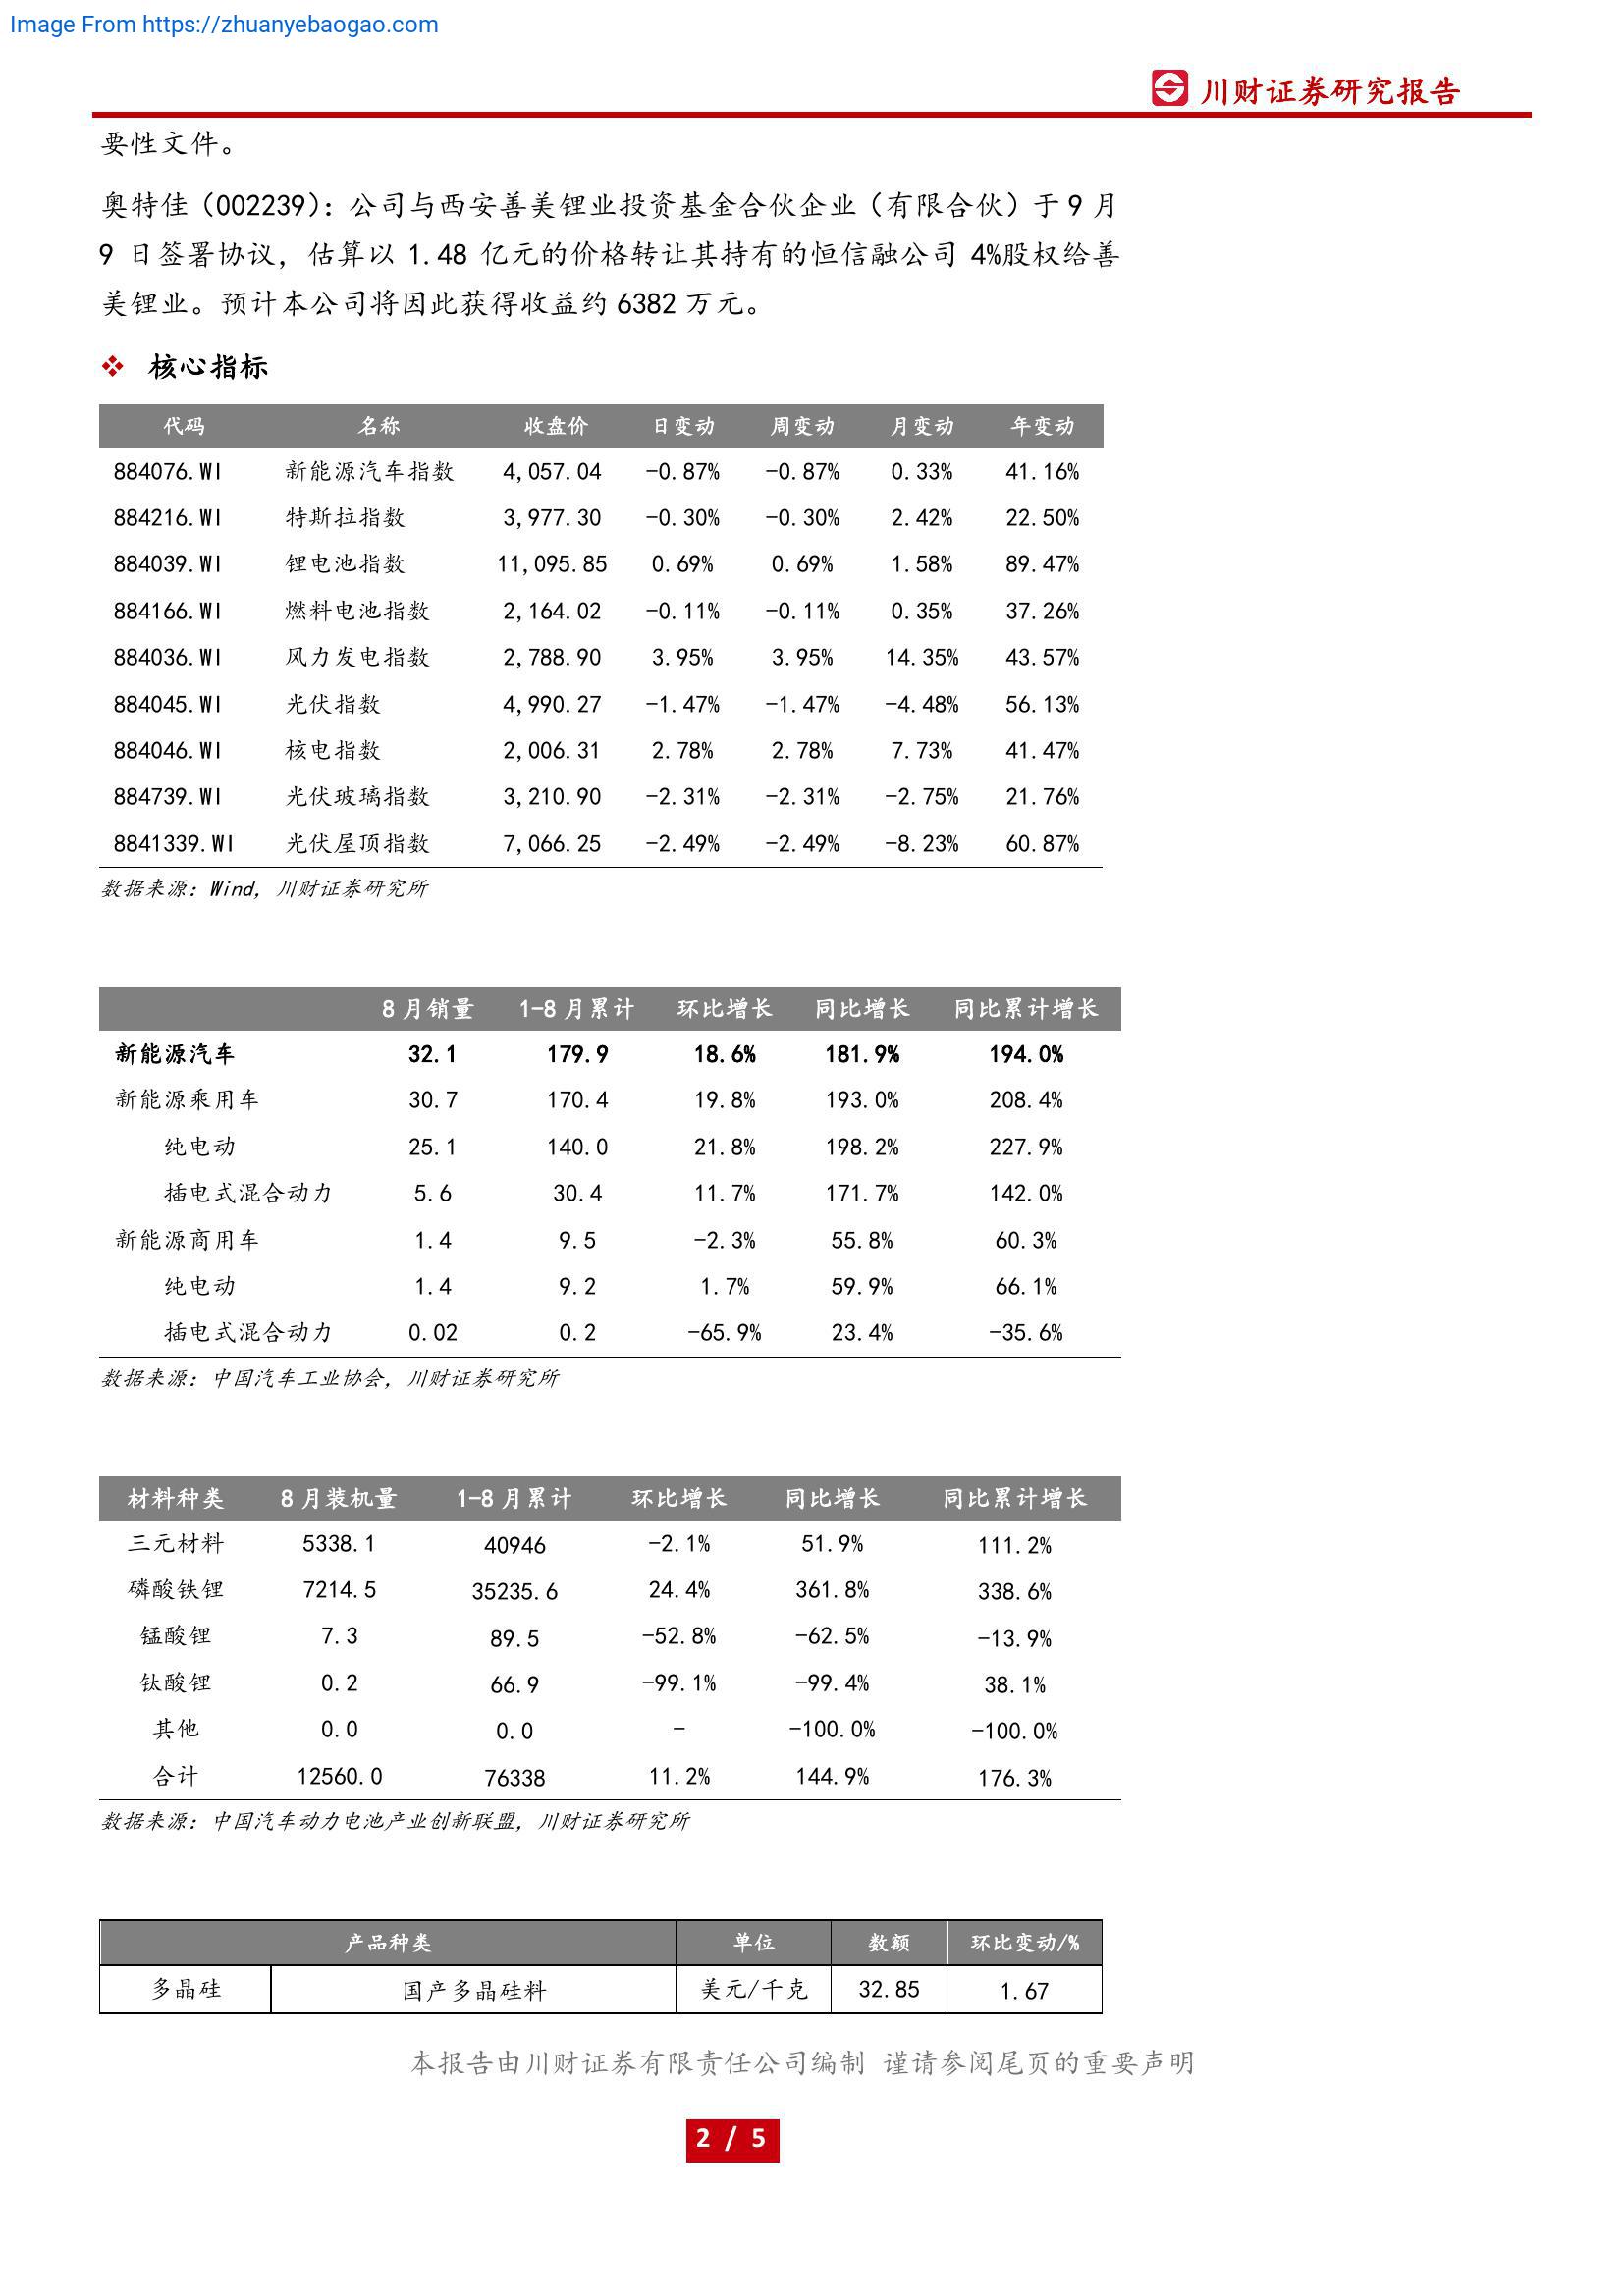 Image From https://zhuanyebaogao.com
川财证券研究报告
要性文件。
奥特佳（002239）：公司与西安善美锂业投资基金合伙企业（有限合伙）于 9 月
9 日签署协议，估算以 1.48 亿元的价格转让其持有的恒信融公司 4%股权给善
美锂业。预计本公司将因此获得收益约 6382 万元。
❖ 核心指标
代码 名称 收盘价 日变动 周变动 月变动 年变动
884076.WI 新能源汽车指数 4,057.04 -0.87% -0.87% 0.33% 41.16%
884216.WI 特斯拉指数 3,977.30 -0.30% -0.30% 2.42% 22.50%
884039.WI 锂电池指数 11,095.85 0.69% 0.69% 1.58% 89.47%
884166.WI 燃料电池指数 2,164.02 -0.11% -0.11% 0.35% 37.26%
884036.WI 风力发电指数 2,788.90 3.95% 3.95% 14.35% 43.57%
884045.WI 光伏指数 4,990.27 -1.47% -1.47% -4.48% 56.13%
884046.WI 核电指数 2,006.31 2.78% 2.78% 7.73% 41.47%
884739.WI 光伏玻璃指数 3,210.90 -2.31% -2.31% -2.75% 21.76%
8841339.WI 光伏屋顶指数 7,066.25 -2.49% -2.49% -8.23% 60.87%
数据来源：Wind，川财证券研究所
8 月销量 1-8 月累计 环比增长 同比增长 同比累计增长
新能源汽车 32.1 179.9 18.6% 181.9% 194.0%
新能源乘用车 30.7 170.4 19.8% 193.0% 208.4%
纯电动 25.1 140.0 21.8% 198.2% 227.9%
插电式混合动力 5.6 30.4 11.7% 171.7% 142.0%
新能源商用车 1.4 9.5 -2.3% 55.8% 60.3%
纯电动 1.4 9.2 1.7% 59.9% 66.1%
插电式混合动力 0.02 0.2 -65.9% 23.4% -35.6%
数据来源：中国汽车工业协会，川财证券研究所
材料种类 8 月装机量 1-8 月累计 环比增长 同比增长 同比累计增长
三元材料 5338.1 40946 -2.1% 51.9% 111.2%
磷酸铁锂 7214.5 35235.6 24.4% 361.8% 338.6%
锰酸锂 7.3 89.5 -52.8% -62.5% -13.9%
钛酸锂 0.2 66.9 -99.1% -99.4% 38.1%
其他 0.0 0.0 - -100.0% -100.0%
合计 12560.0 76338 11.2% 144.9% 176.3%
数据来源：中国汽车动力电池产业创新联盟，川财证券研究所
产品种类 单位 数额 环比变动/%
多晶硅 国产多晶硅料 美元/千克 32.85 1.67
本报告由川财证券有限责任公司编制 谨请参阅尾页的重要声明
2 / 5